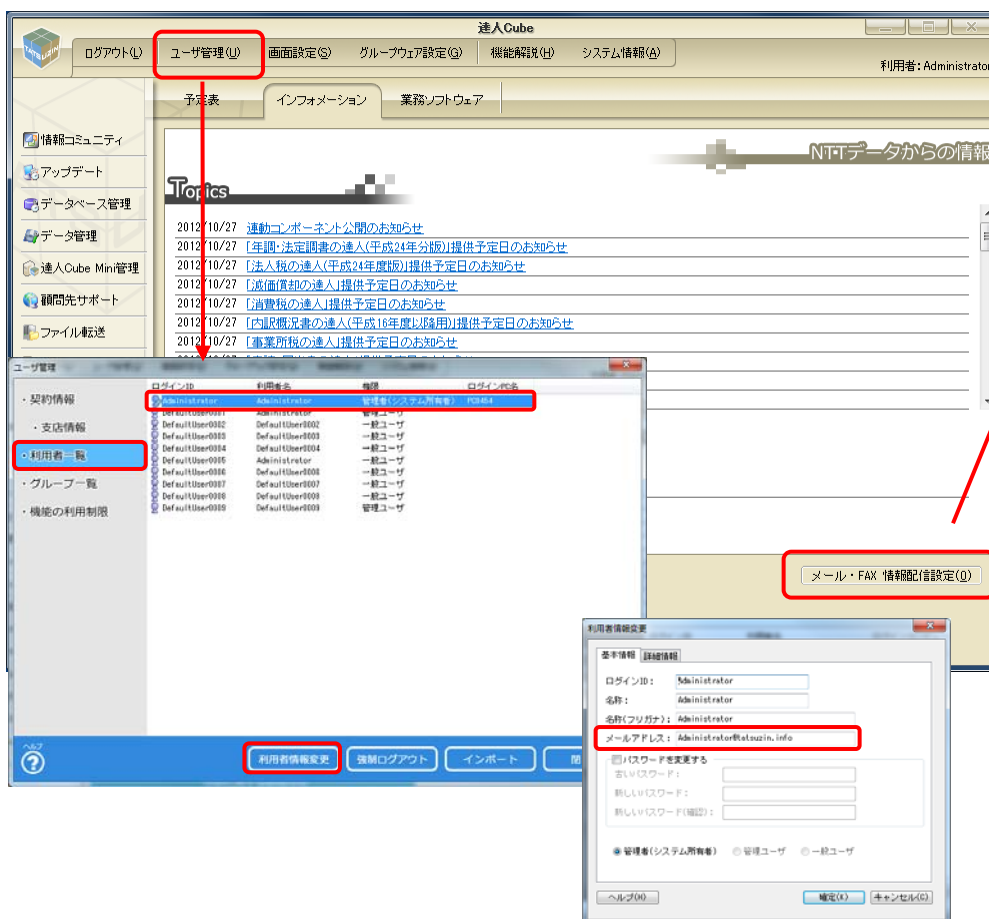 達人Cube
TATSUZIN
ログアウト(L) ユーザ管理(U) 画面設定(S) グループウェア設定(G) 機能解説(H) システム情報(A)
利用者：Administrator
予定表 インフォメーション 業務ソフトウェア
情報コミュニティ
アップデート
データベース管理
データ管理
達人Cube Mini管理
顧問先サポート
ファイル転送
NTTデータからの情報
Topics
2012/10/27 連動コンポーネント公開のお知らせ
2012/10/27 「年調・法定調書の達人(平成24年分版)」提供予定日のお知らせ
2012/10/27 「法人税の達人(平成24年度版)」提供予定日のお知らせ
2012/10/27 「減価償却の達人」提供予定日のお知らせ
2012/10/27 「消費税の達人」提供予定日のお知らせ
2012/10/27 「内訳概況書の達人(平成16年度以降用)」提供予定日のお知らせ
2012/10/27 「事業所税の達人」提供予定日のお知らせ
メール・FAX 情報配信設定(O)
ユーザ管理
・契約情報
・支店情報
・利用者一覧
・グループ一覧
・機能の利用制限
ログインID 利用者名 権限 ログインPC名
Administrator Administrator 管理者(システム所有者) PC3454
DefaultUser0001 Administrator 管理ユーザ
DefaultUser0002 DefaultUser0002 一般ユーザ
DefaultUser0003 DefaultUser0003 一般ユーザ
DefaultUser0004 DefaultUser0004 一般ユーザ
DefaultUser0005 Administrator 一般ユーザ
DefaultUser0006 DefaultUser0006 一般ユーザ
DefaultUser0007 DefaultUser0007 一般ユーザ
DefaultUser0008 DefaultUser0008 一般ユーザ
DefaultUser0009 DefaultUser0009 管理ユーザ
ヘルプ
利用者情報変更 強制ログアウト インポート 閉
利用者情報変更
基本情報 詳細情報
ログインID： Administrator
名称： Administrator
名称(フリガナ)： Administrator
メールアドレス： Administrator@tatsuzin.info
パスワードを変更する
古いパスワード：
新しいパスワード：
新しいパスワード(確認)：
管理者(システム所有者) 管理ユーザ 一般ユーザ
ヘルプ(H) 確定(K) キャンセル(C)